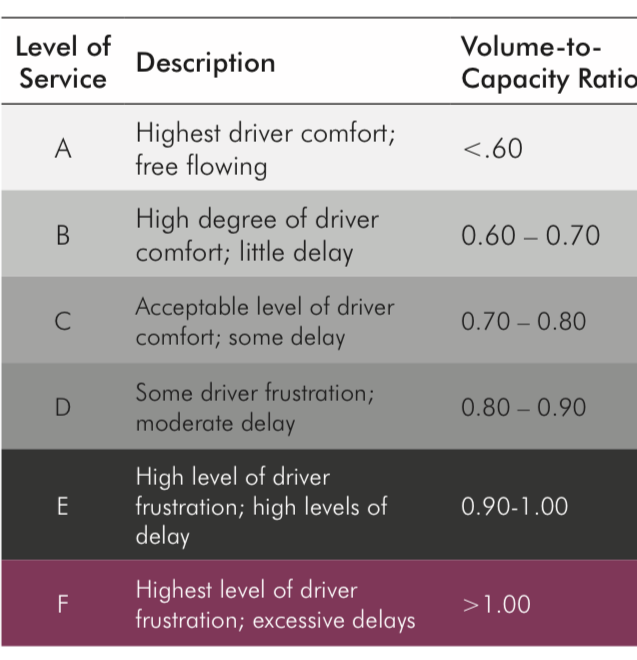 Level of Service Description Volume-to-Capacity Ratio
A Highest driver comfort; <.60
free flowing
B High degree of driver 0.60 – 0.70
comfort; little delay
C Acceptable level of driver 0.70 – 0.80
comfort; some delay
D Some driver frustration; 0.80 – 0.90
moderate delay
E High level of driver
frustration; high levels of 0.90-1.00
delay
F Highest level of driver >1.00
frustration; excessive delays